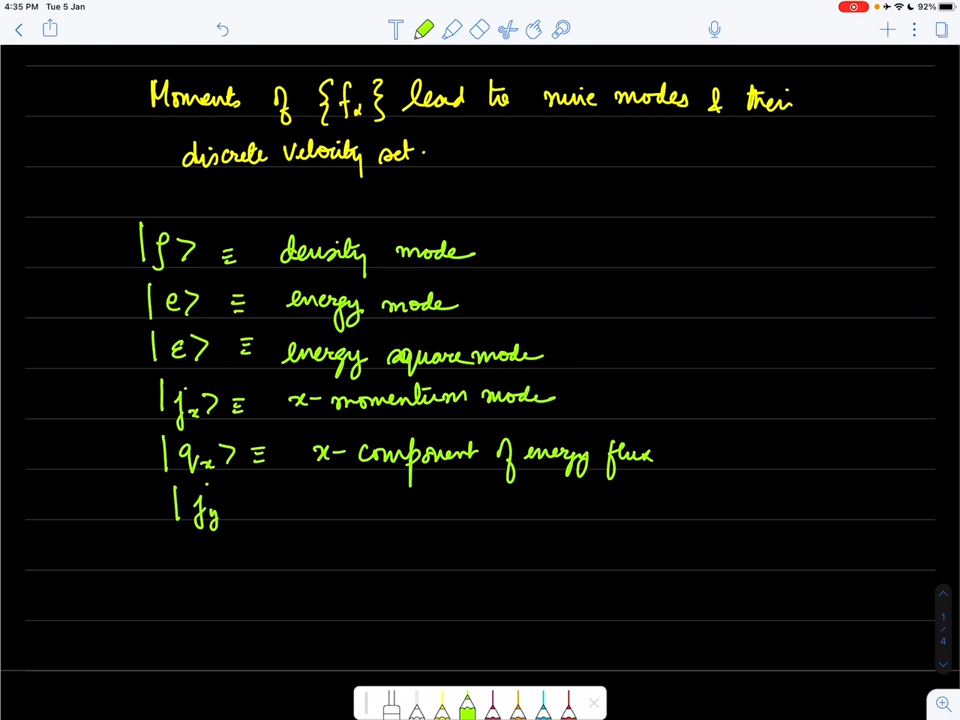 4:35 PM Tue 5 Jan
92%
Moments of {f_α} lead to nine modes & their
discrete velocity set.
|ρ> ≡ density mode
|e> ≡ energy mode
|ε> ≡ energy square mode
|j_x> ≡ x-momentum mode
|q_x> ≡ x-component of energy flux
|j_y
1
/
4